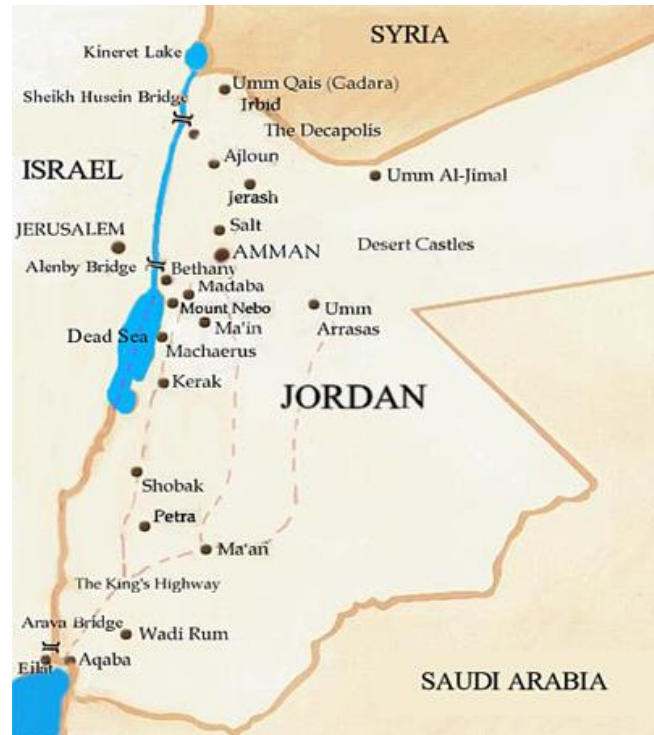 SYRIA
Kineret Lake
Umm Qais (Gadara)
Sheikh Husein Bridge
Irbid
The Decapolis
Ajloun
ISRAEL
Umm Al-Jimal
Jerash
Salt
JERUSALEM
AMMAN
Desert Castles
Alenby Bridge
Bethany
Madaba
Mount Nebo
Umm
Arrasas
Ma'in
Dead Sea
Machaerus
Kerak
JORDAN
Shobak
Petra
Ma'an
The King's Highway
Arava Bridge
Wadi Rum
Eilat
Aqaba
SAUDI ARABIA